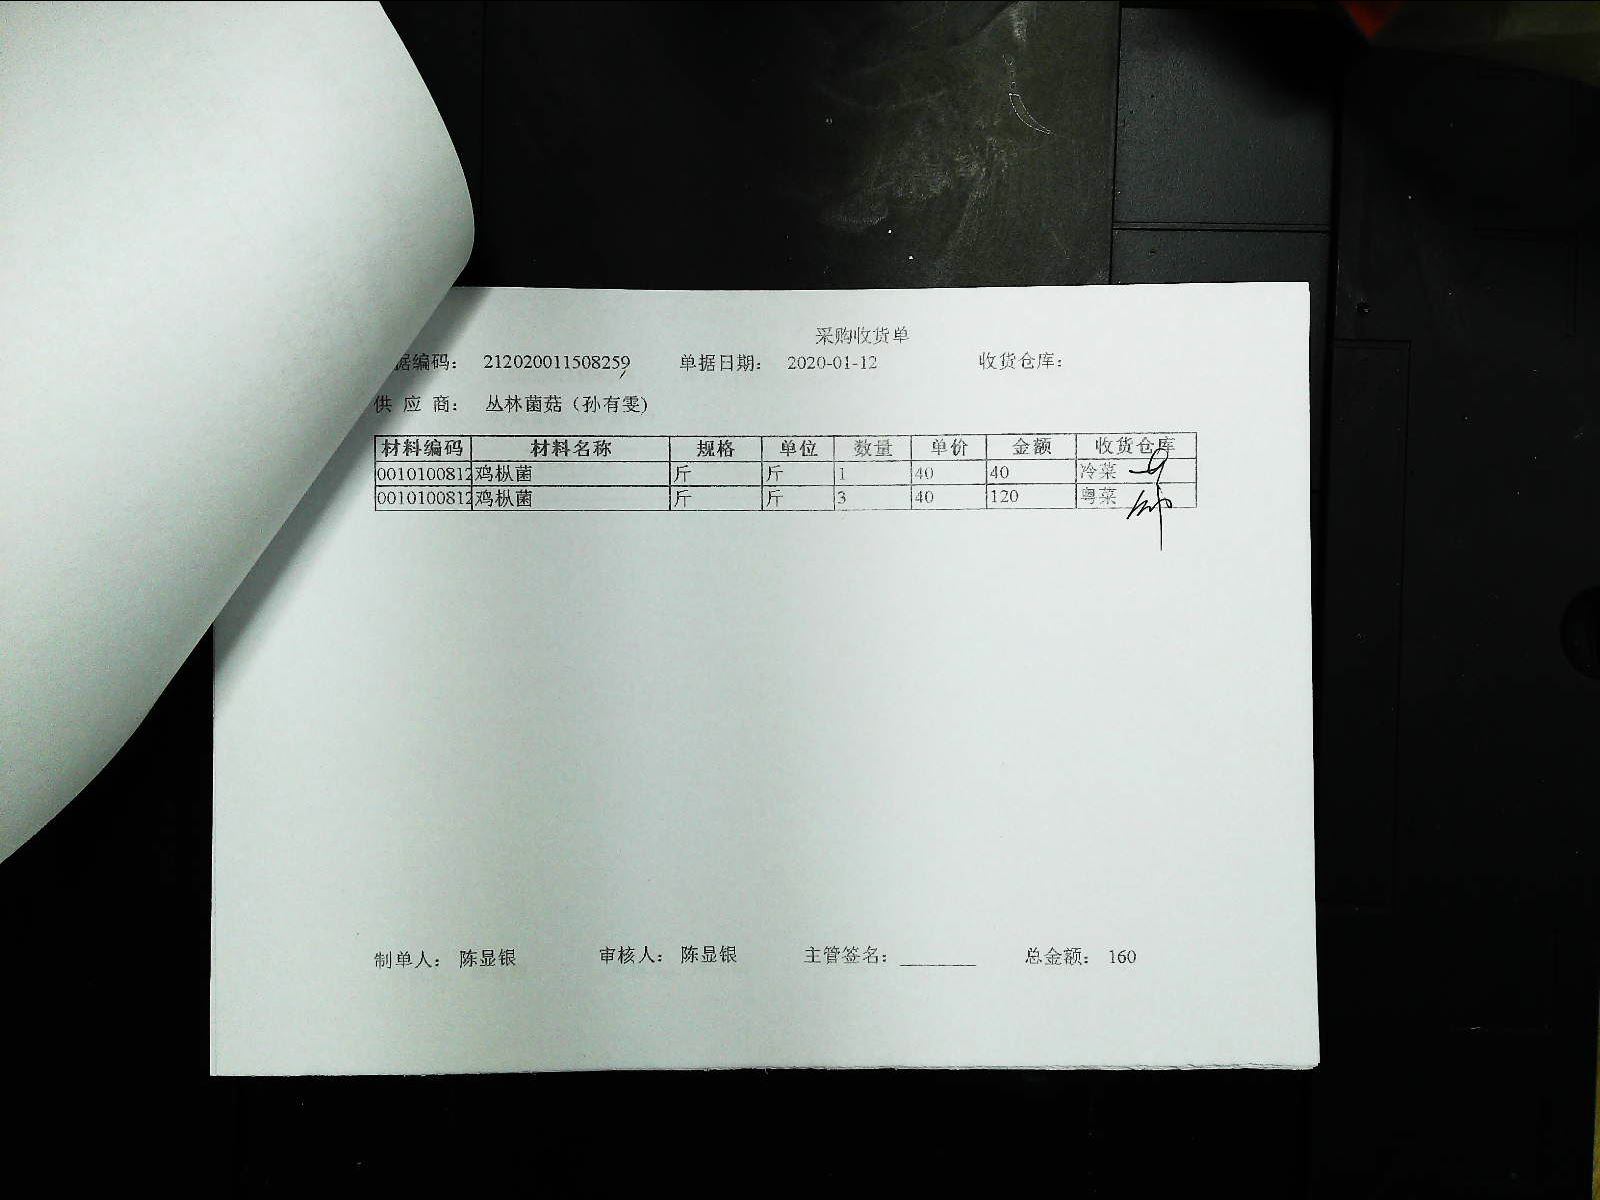 采购收货单
据编码： 212020011508259 单据日期： 2020-01-12 收货仓库：
供 应 商： 丛林菌菇（孙有雯)
材料编码 材料名称 规格 单位 数量 单价 金额 收货仓库
0010100812 鸡枞菌 斤 斤 1 40 40 冷菜
0010100812 鸡枞菌 斤 斤 3 40 120 粤菜
制单人： 陈显银 审核人： 陈显银 主管签名： 总金额： 160